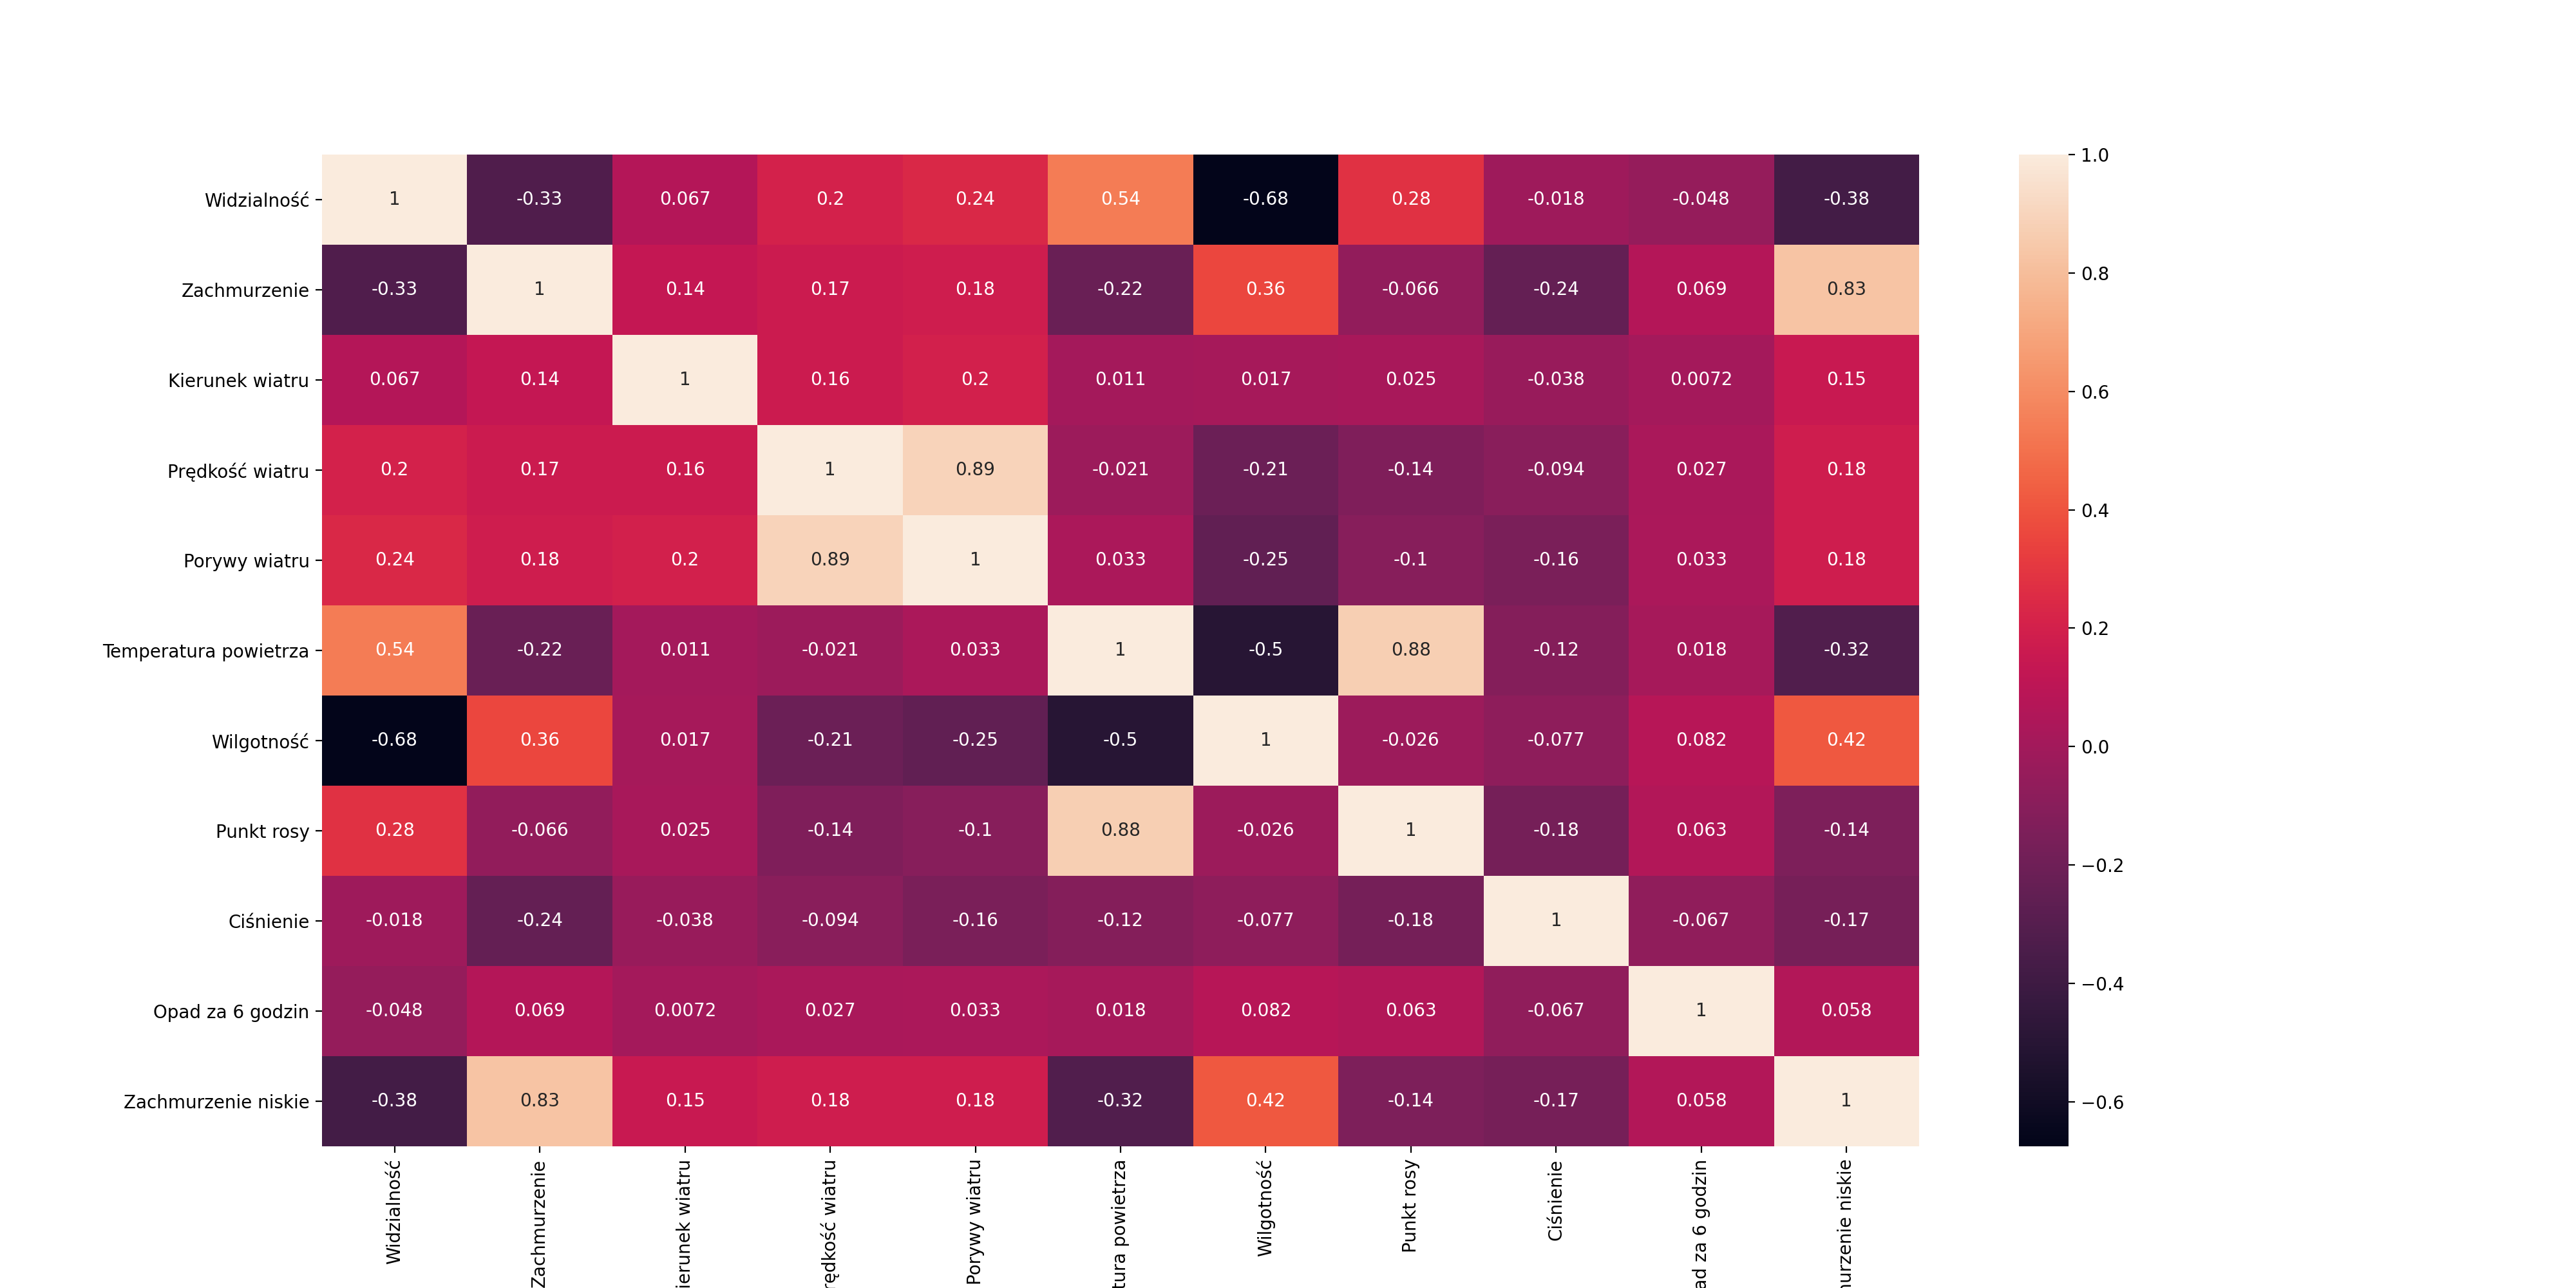 Widzialność 1 -0.33 0.067 0.2 0.24 0.54 -0.68 0.28 -0.018 -0.048 -0.38
Zachmurzenie -0.33 1 0.14 0.17 0.18 -0.22 0.36 -0.066 -0.24 0.069 0.83
Kierunek wiatru 0.067 0.14 1 0.16 0.2 0.011 0.017 0.025 -0.038 0.0072 0.15
Prędkość wiatru 0.2 0.17 0.16 1 0.89 -0.021 -0.21 -0.14 -0.094 0.027 0.18
Porywy wiatru 0.24 0.18 0.2 0.89 1 0.033 -0.25 -0.1 -0.16 0.033 0.18
Temperatura powietrza 0.54 -0.22 0.011 -0.021 0.033 1 -0.5 0.88 -0.12 0.018 -0.32
Wilgotność -0.68 0.36 0.017 -0.21 -0.25 -0.5 1 -0.026 -0.077 0.082 0.42
Punkt rosy 0.28 -0.066 0.025 -0.14 -0.1 0.88 -0.026 1 -0.18 0.063 -0.14
Ciśnienie -0.018 -0.24 -0.038 -0.094 -0.16 -0.12 -0.077 -0.18 1 -0.067 -0.17
Opad za 6 godzin -0.048 0.069 0.0072 0.027 0.033 0.018 0.082 0.063 -0.067 1 0.058
Zachmurzenie niskie -0.38 0.83 0.15 0.18 0.18 -0.32 0.42 -0.14 -0.17 0.058 1
Widzialność
Zachmurzenie
ierunek wiatru
rędkość wiatru
Porywy wiatru
tura powietrza
Wilgotność
Punkt rosy
Ciśnienie
ad za 6 godzin
nurzenie niskie
1.0
0.8
0.6
0.4
0.2
0.0
−0.2
−0.4
−0.6